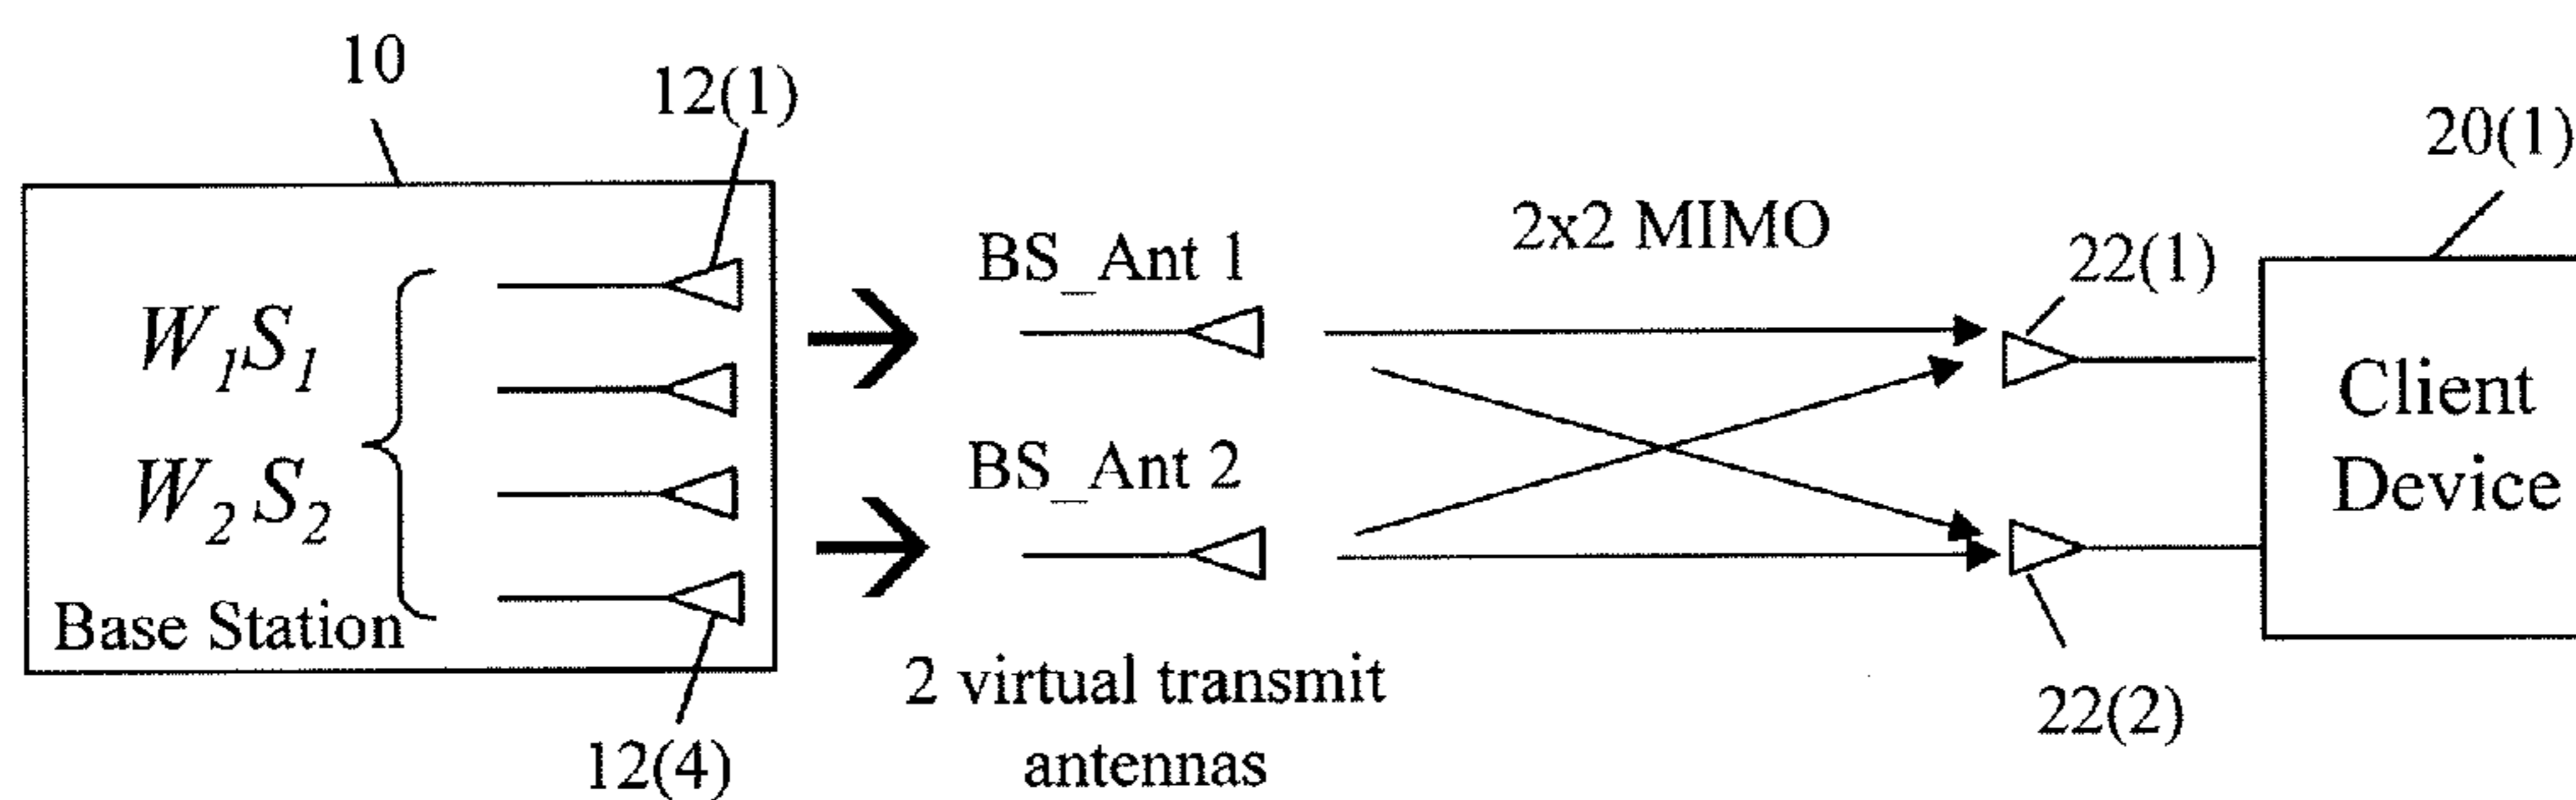 10
12(1)
20(1)
2x2 MIMO
BS_Ant 1
22(1)
W1S1
Client
Device
BS_Ant 2
W2S2
Base Station
2 virtual transmit
antennas
22(2)
12(4)